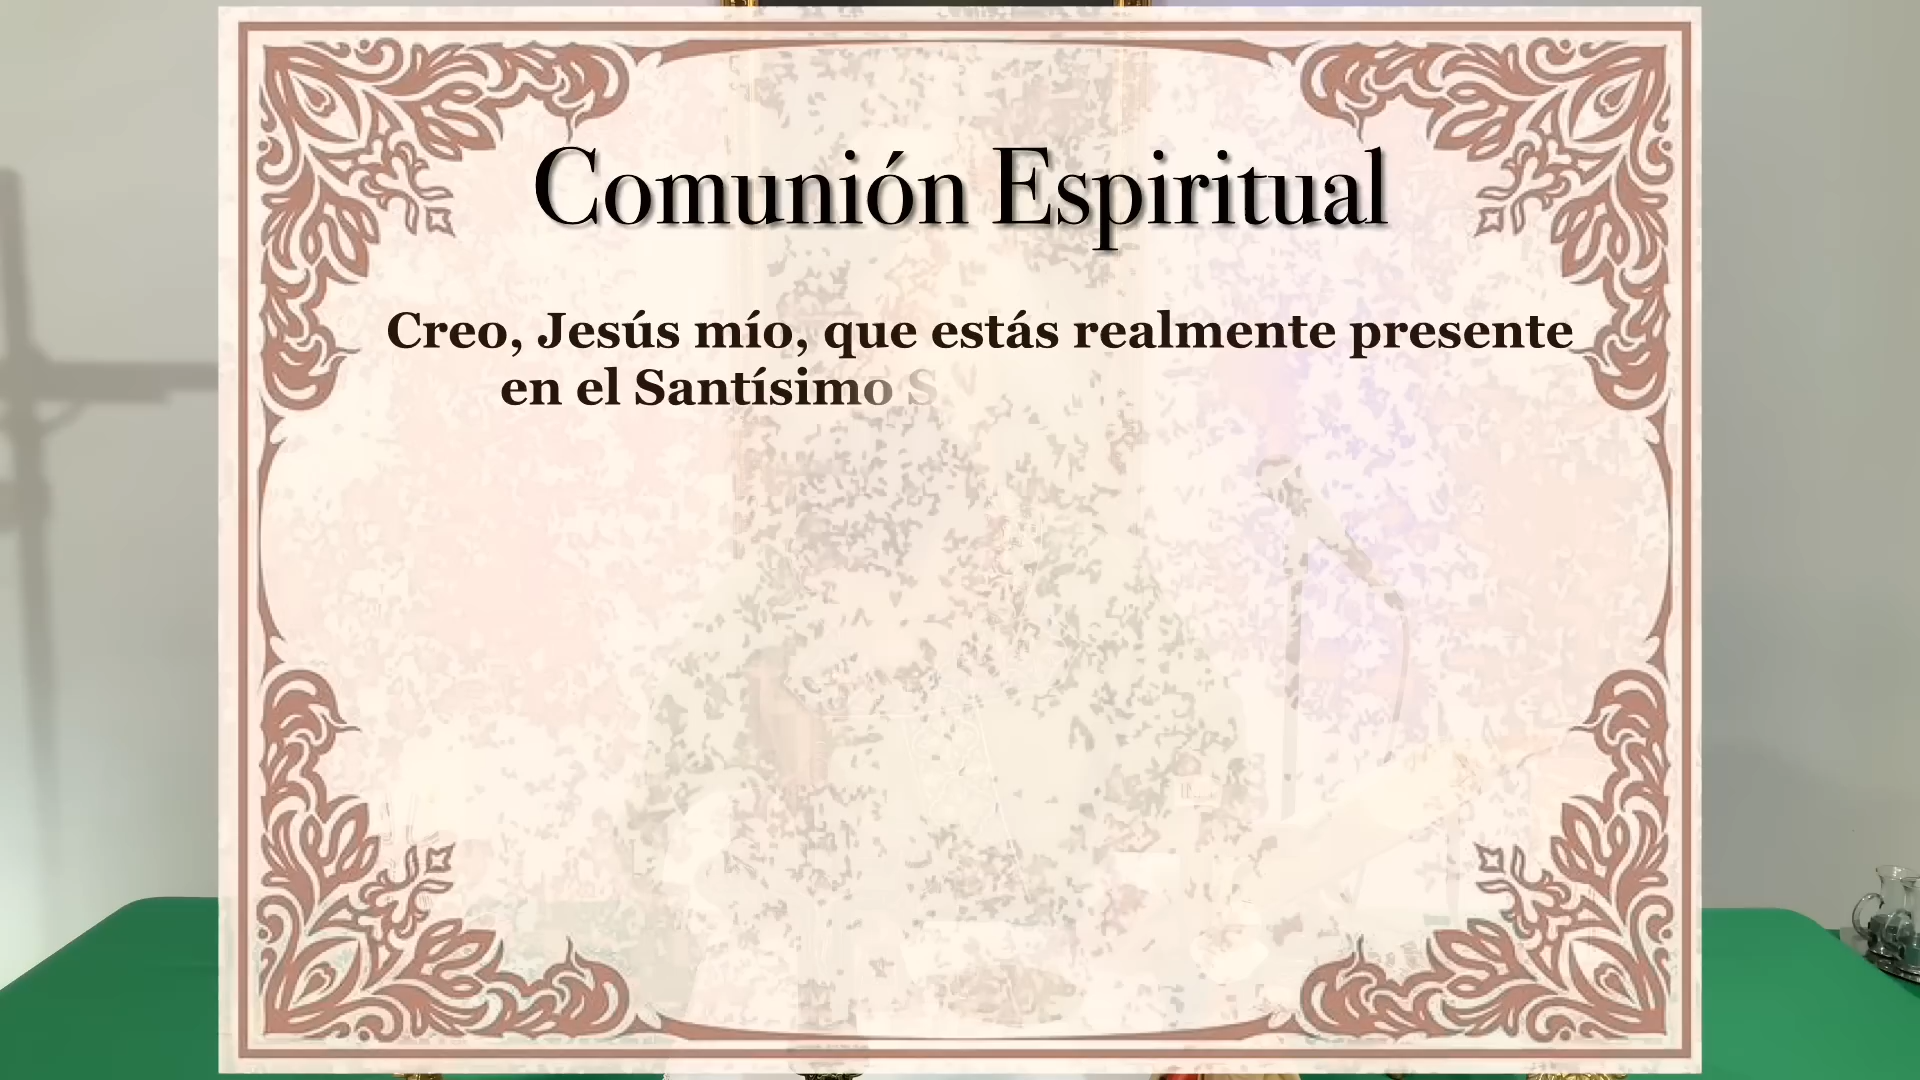 Comunión Espiritual
Creo, Jesús mío, que estás realmente presente
en el Santísimo S